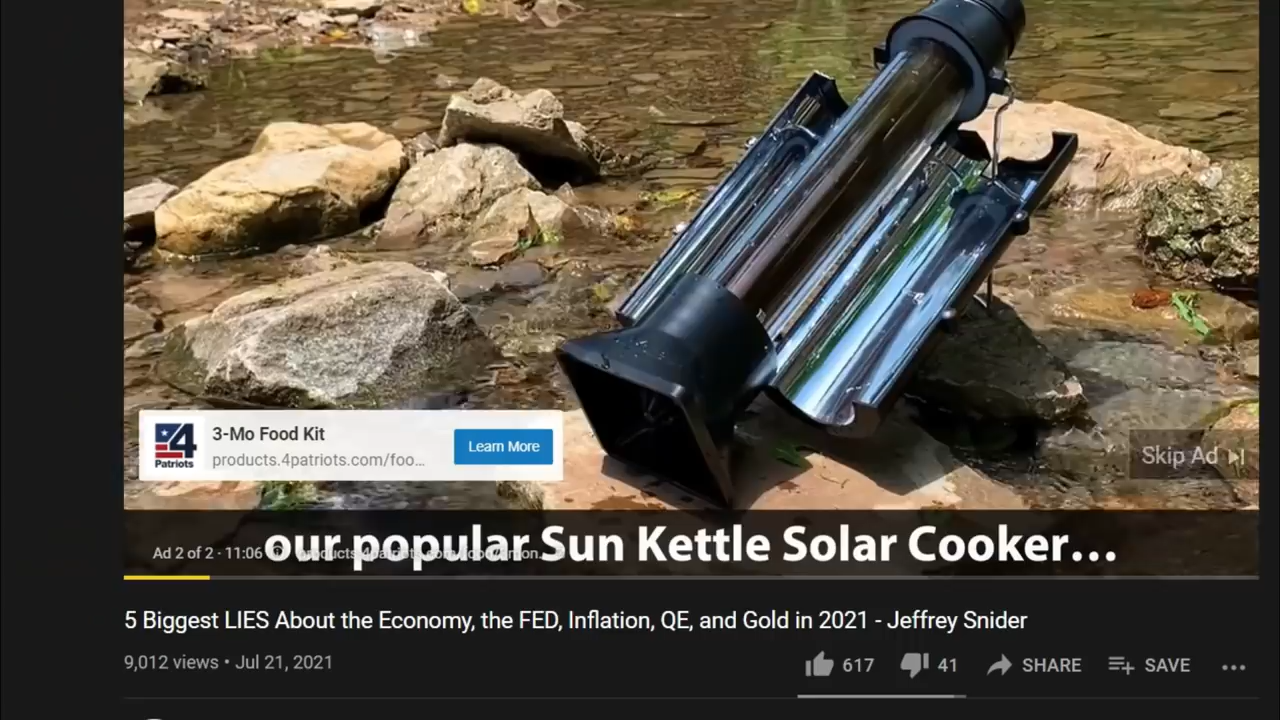 3-Mo Food Kit
products.4patriots.com/foo...
Learn More
4
Patriots
Skip Ad
our popular Sun Kettle Solar Cooker...
Ad 2 of 2 · 11:06
5 Biggest LIES About the Economy, the FED, Inflation, QE, and Gold in 2021 - Jeffrey Snider
9,012 views • Jul 21, 2021
617
41
SHARE
SAVE